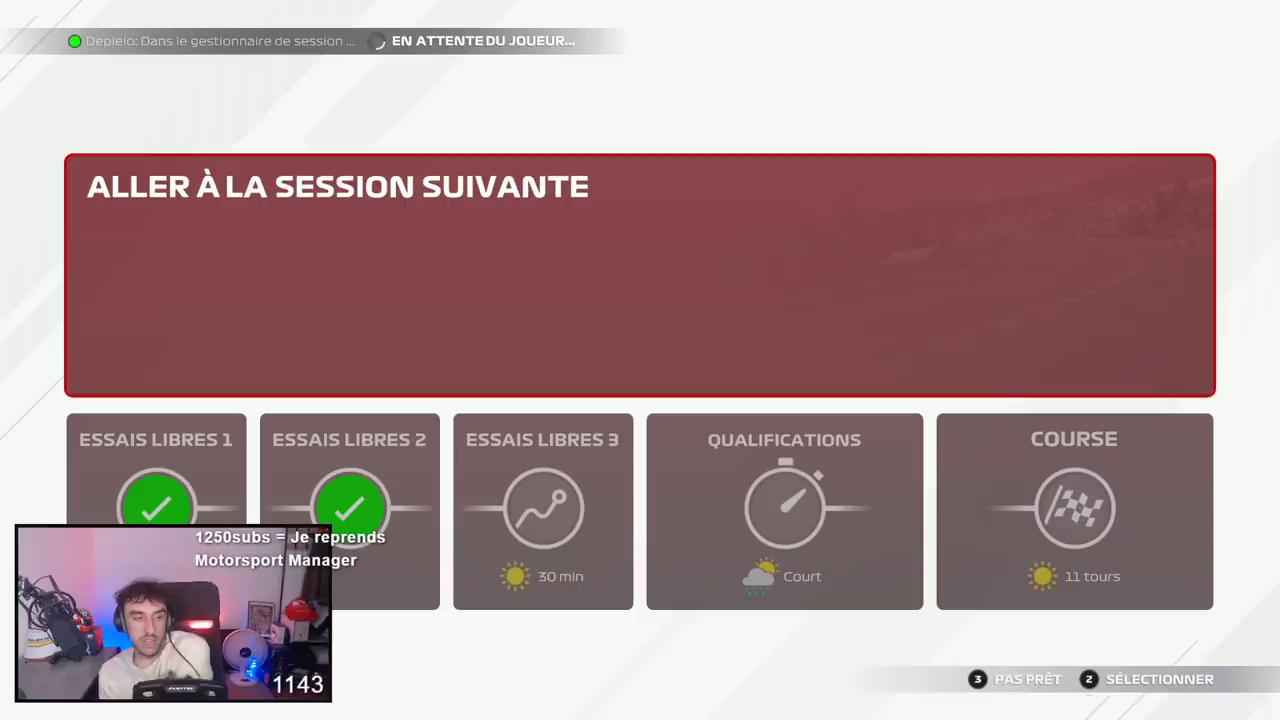 Depielo: Dans le gestionnaire de session ...
EN ATTENTE DU JOUEUR...
ALLER À LA SESSION SUIVANTE
ESSAIS LIBRES 1
ESSAIS LIBRES 2
ESSAIS LIBRES 3
QUALIFICATIONS
COURSE
30 min
Court
11 tours
1250subs = Je reprends
Motorsport Manager
1143
3 PAS PRÊT
2 SÉLECTIONNER